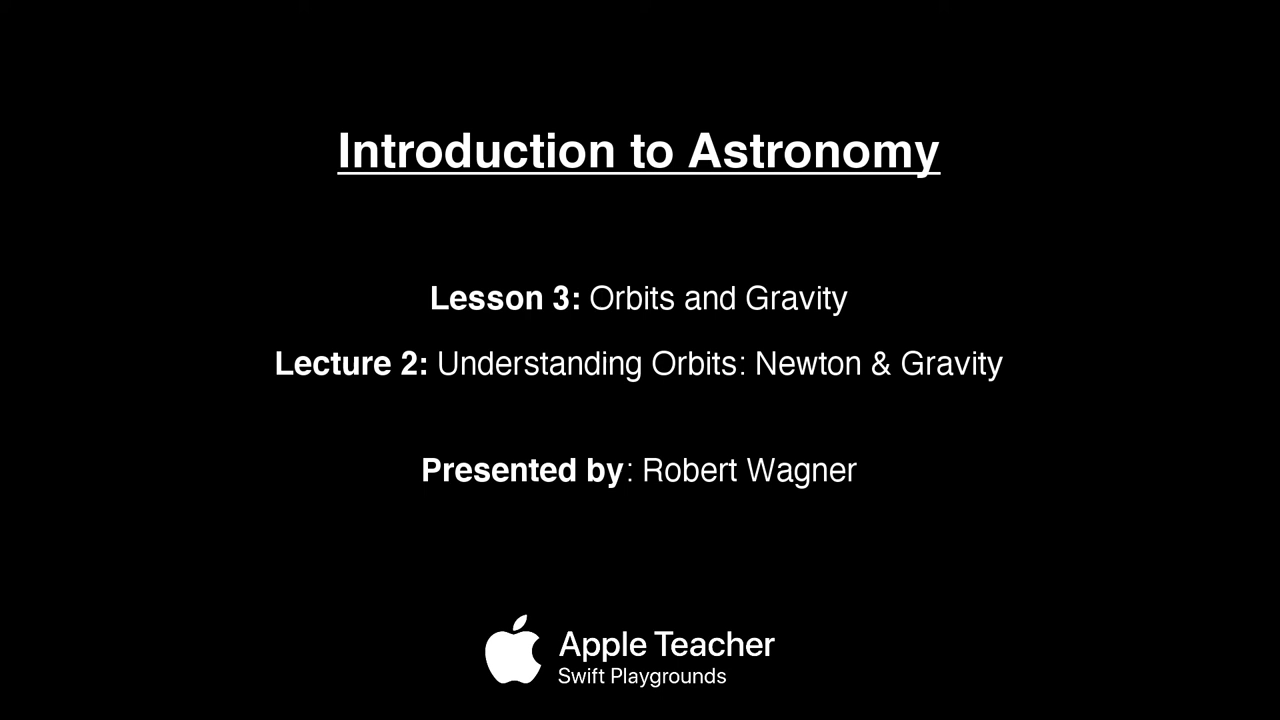 Introduction to Astronomy
Lesson 3: Orbits and Gravity
Lecture 2: Understanding Orbits: Newton & Gravity
Presented by: Robert Wagner
Apple Teacher
Swift Playgrounds